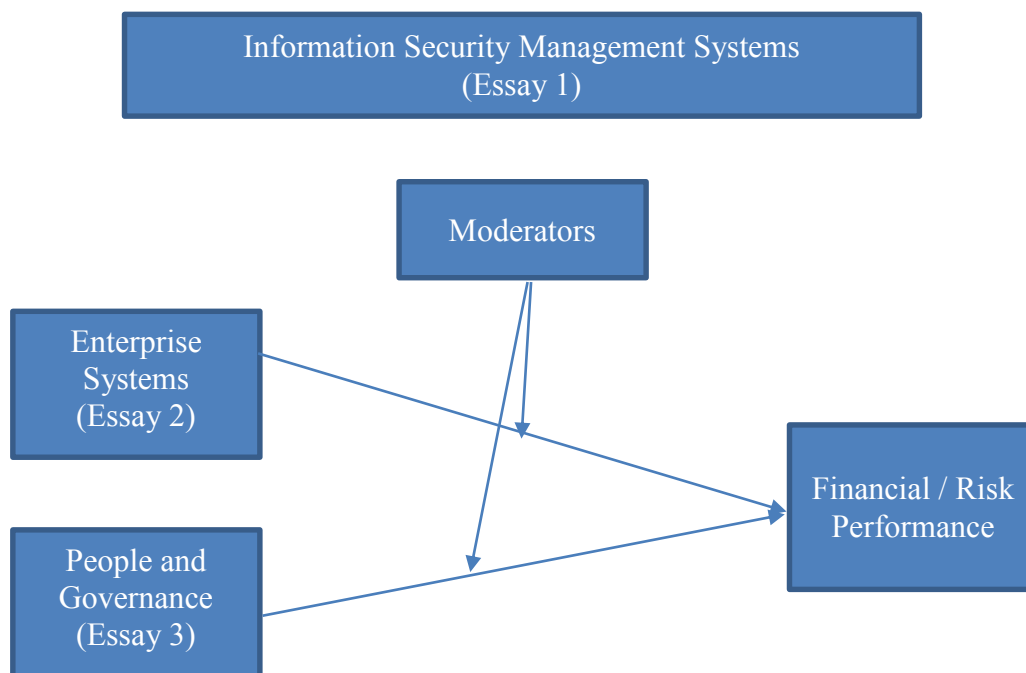 Information Security Management Systems
(Essay 1)
Moderators
Enterprise
Systems
(Essay 2)
Financial / Risk
Performance
People and
Governance
(Essay 3)